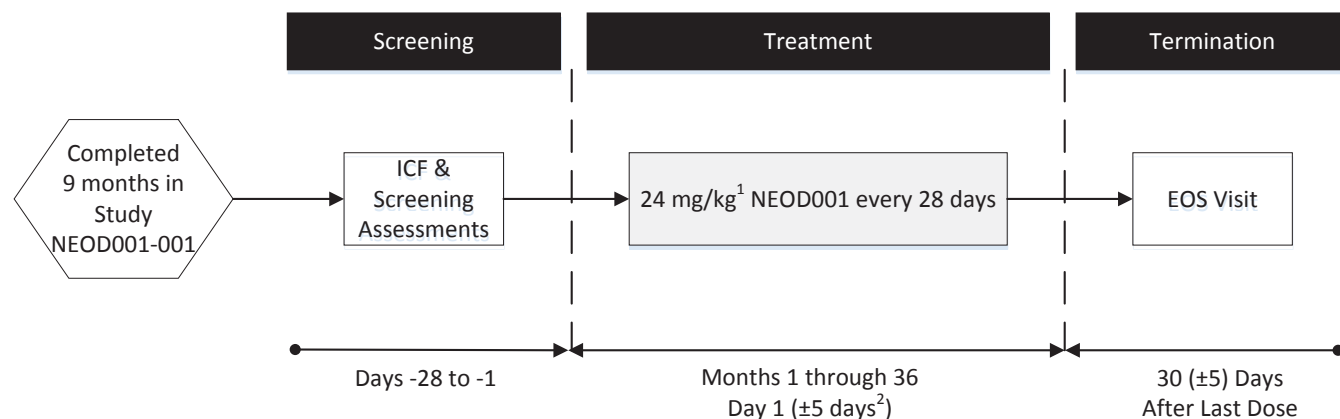 Screening
Treatment
Termination
Completed
9 months in
Study
NEOD001-001
ICF &
Screening
Assessments
24 mg/kg¹ NEOD001 every 28 days
EOS Visit
Days -28 to -1
Months 1 through 36
Day 1 (±5 days²)
30 (±5) Days
After Last Dose